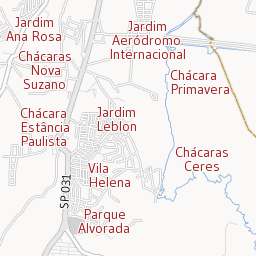 Jardim
Ana Rosa
Jardim
Aeródromo
Internacional
Chácaras
Nova
Suzano
Chácara
Primavera
Chácara
Estância
Paulista
Jardim
Leblon
Chácaras
Ceres
Vila
Helena
SP.031
Parque
Alvorada